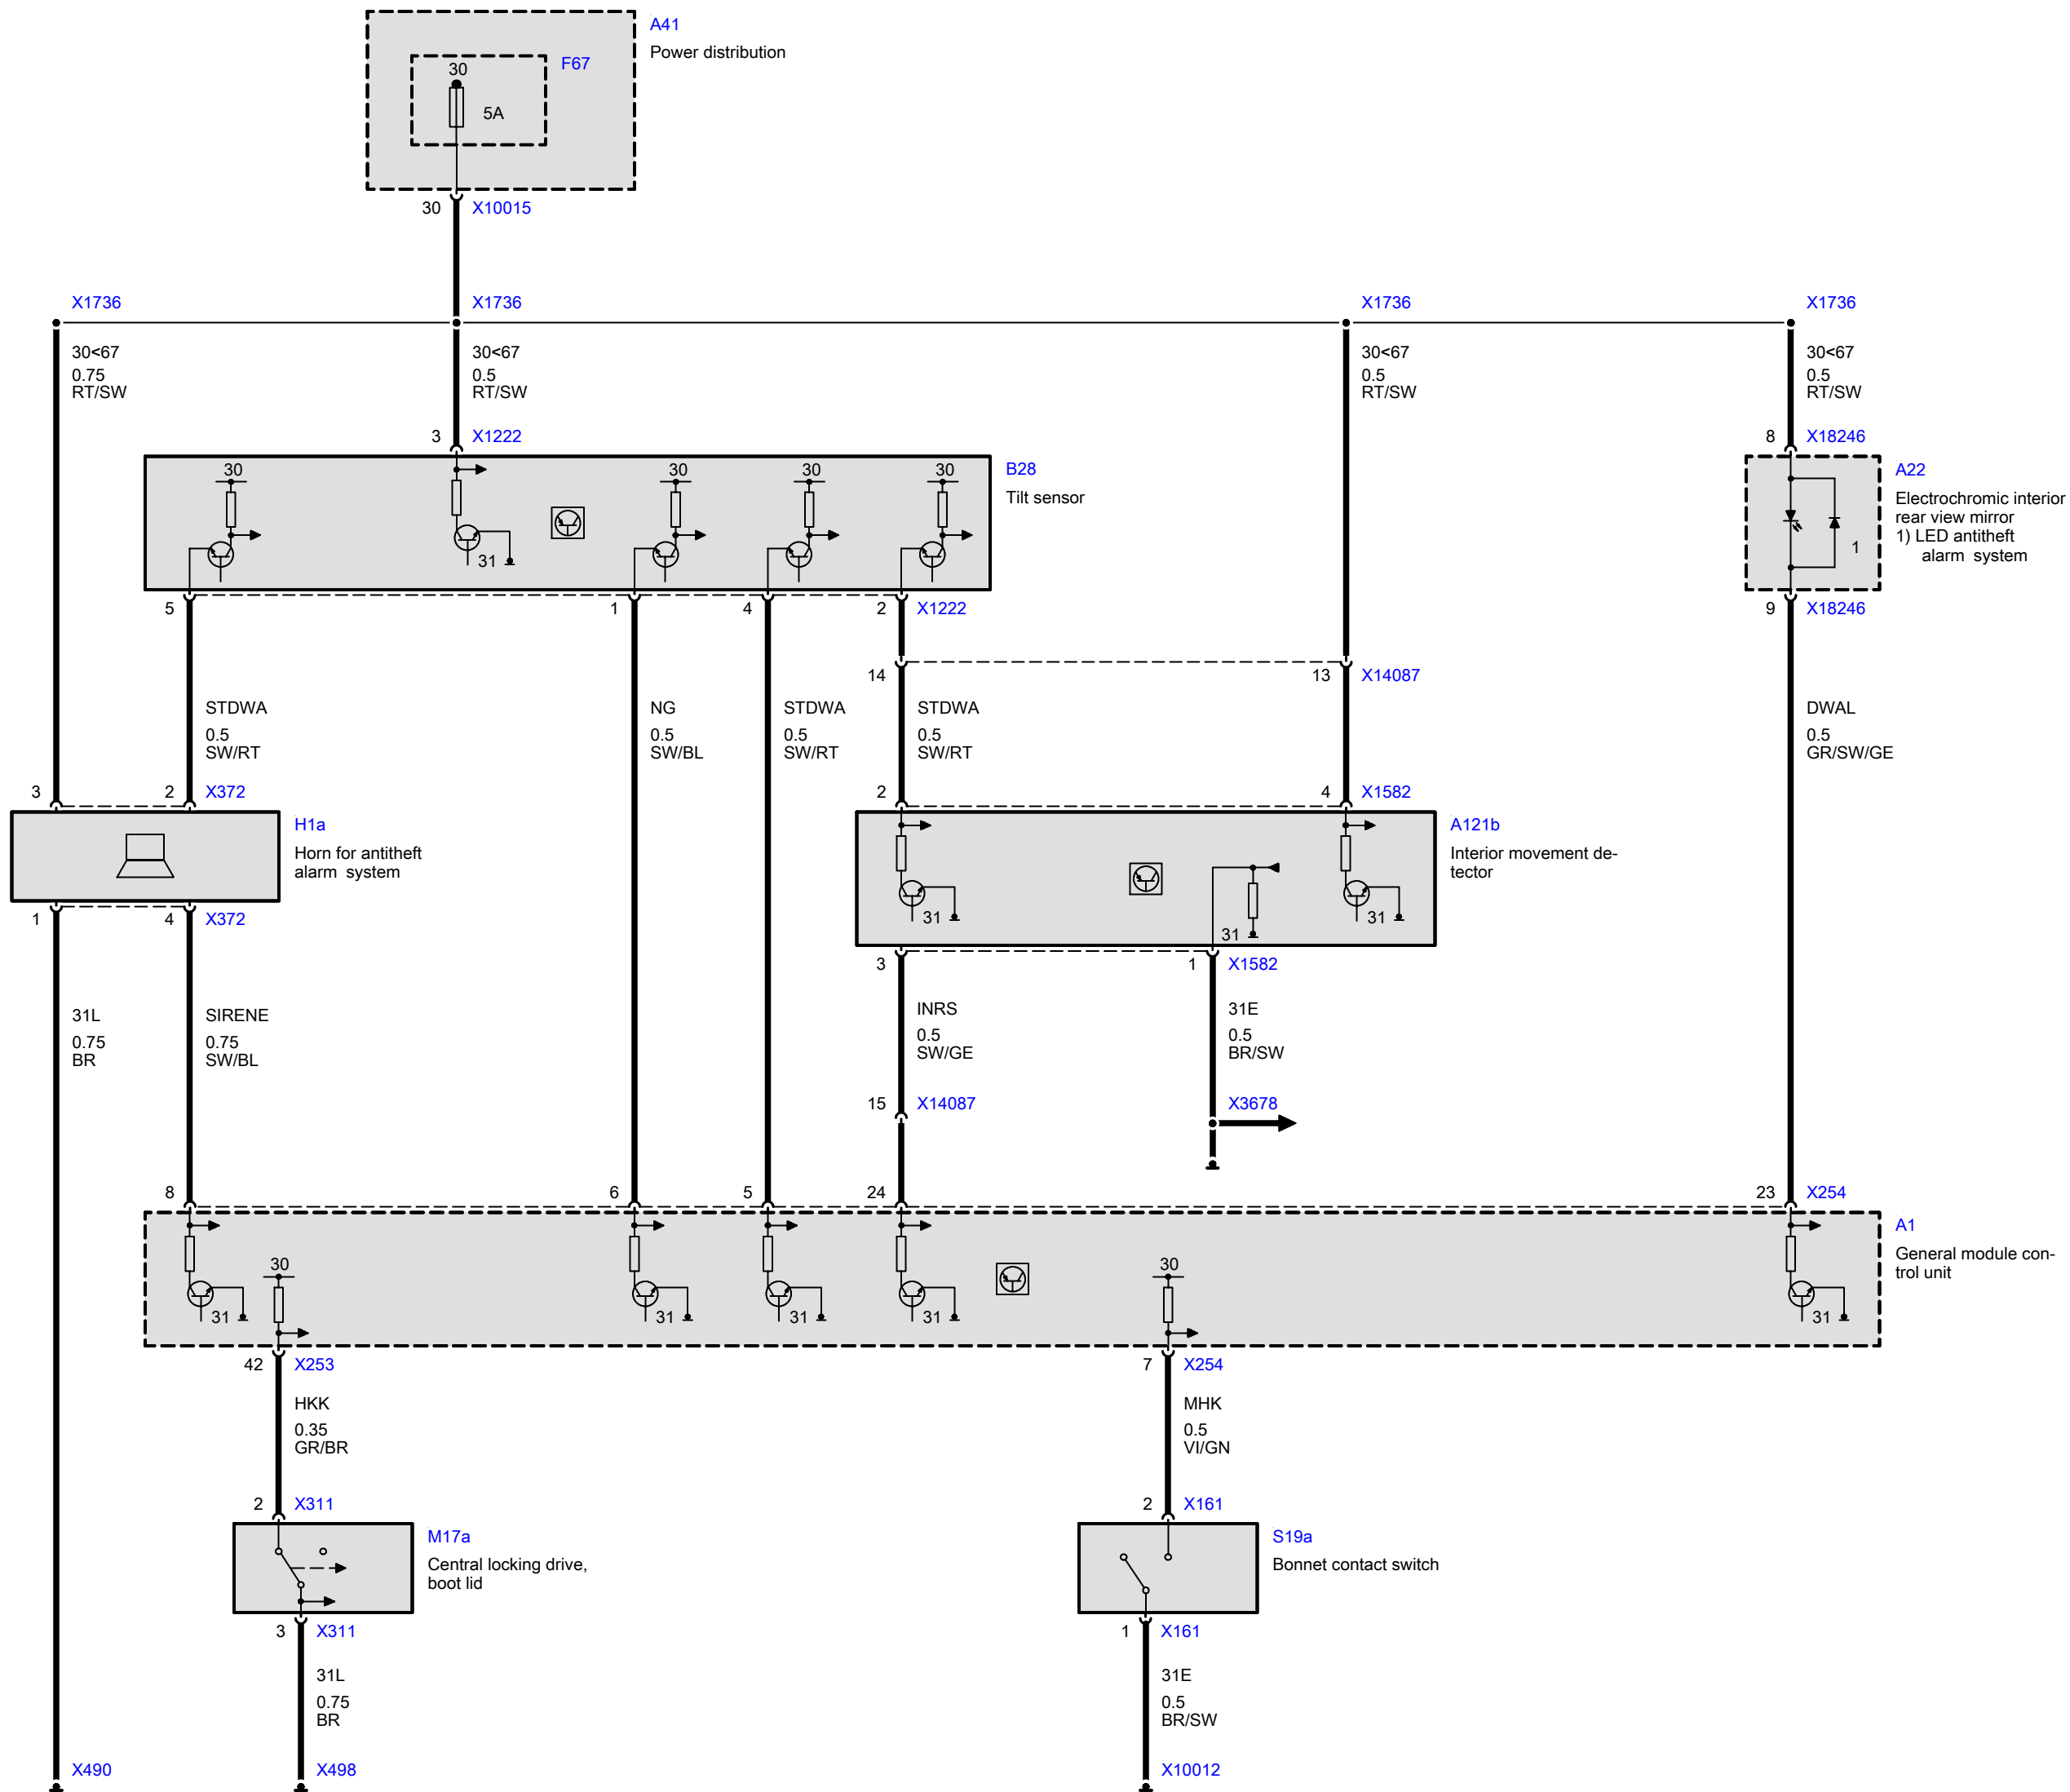 A41
Power distribution
F67
30
5A
30 X10015
X1736 X1736 X1736 X1736
30<67 30<67 30<67 30<67
0.75 0.5 0.5 0.5
RT/SW RT/SW RT/SW RT/SW
3 X1222 8 X18246
30 30 30 30
31
B28
Tilt sensor
A22
Electrochromic interior
rear view mirror
1) LED antitheft
alarm system
1
5 1 4 2 X1222 9 X18246
14 13 X14087
STDWA NG STDWA STDWA DWAL
0.5 0.5 0.5 0.5 0.5
SW/RT SW/BL SW/RT SW/RT GR/SW/GE
3 2 X372 2 4 X1582
H1a
Horn for antitheft
alarm system
A121b
Interior movement de-
tector
31 31 31
1 4 X372
3 1 X1582
31L SIRENE INRS 31E
0.75 0.75 0.5 0.5
BR SW/BL SW/GE BR/SW
15 X14087 X3678
8 6 5 24 23 X254
A1
General module con-
trol unit
30 30
31 31 31 31 31
42 X253 7 X254
HKK MHK
0.35 0.5
GR/BR VI/GN
2 X311 2 X161
M17a
Central locking drive,
boot lid
S19a
Bonnet contact switch
3 X311 1 X161
31L 31E
0.75 0.5
BR BR/SW
X490 X498 X10012